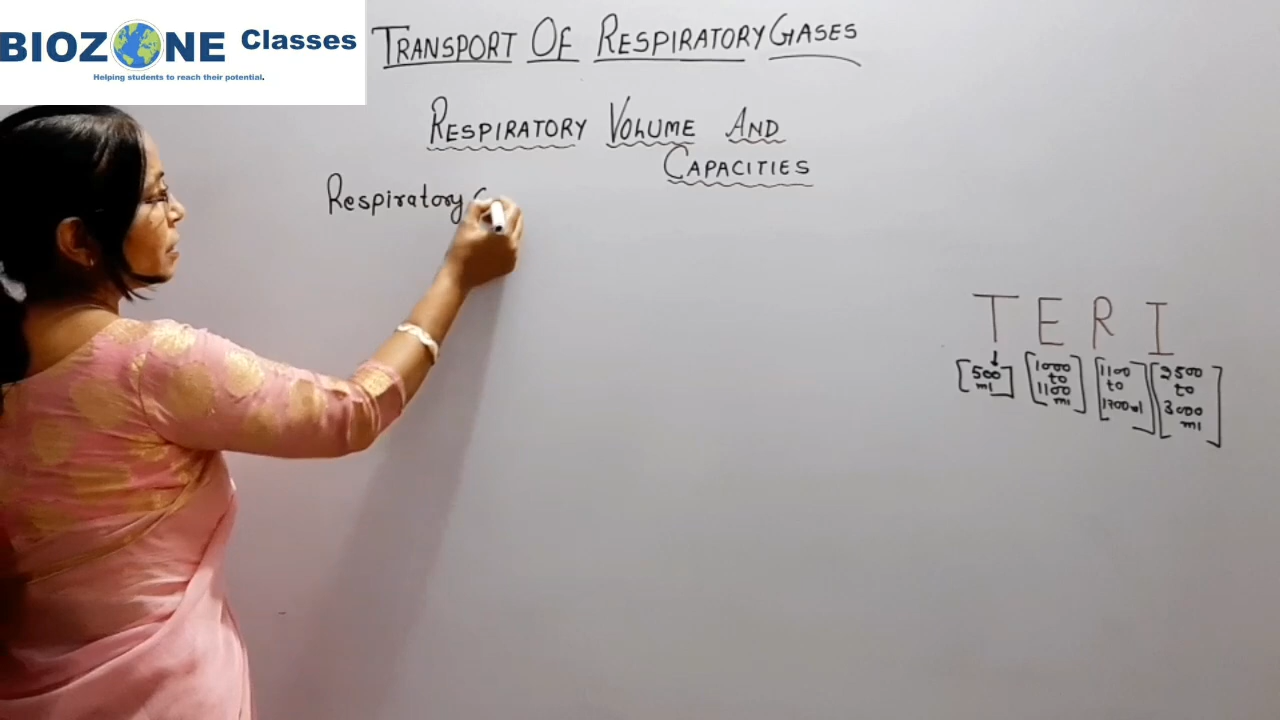 BIOZONE Classes
Helping students to reach their potential.
TRANSPORT OF RESPIRATORY GASES
RESPIRATORY VOLUME AND
CAPACITIES
Respiratory C
T E R I
[500 ml] [1000 to 1100 ml] [1100 to 1700 ml] [2500 to 3000 ml]